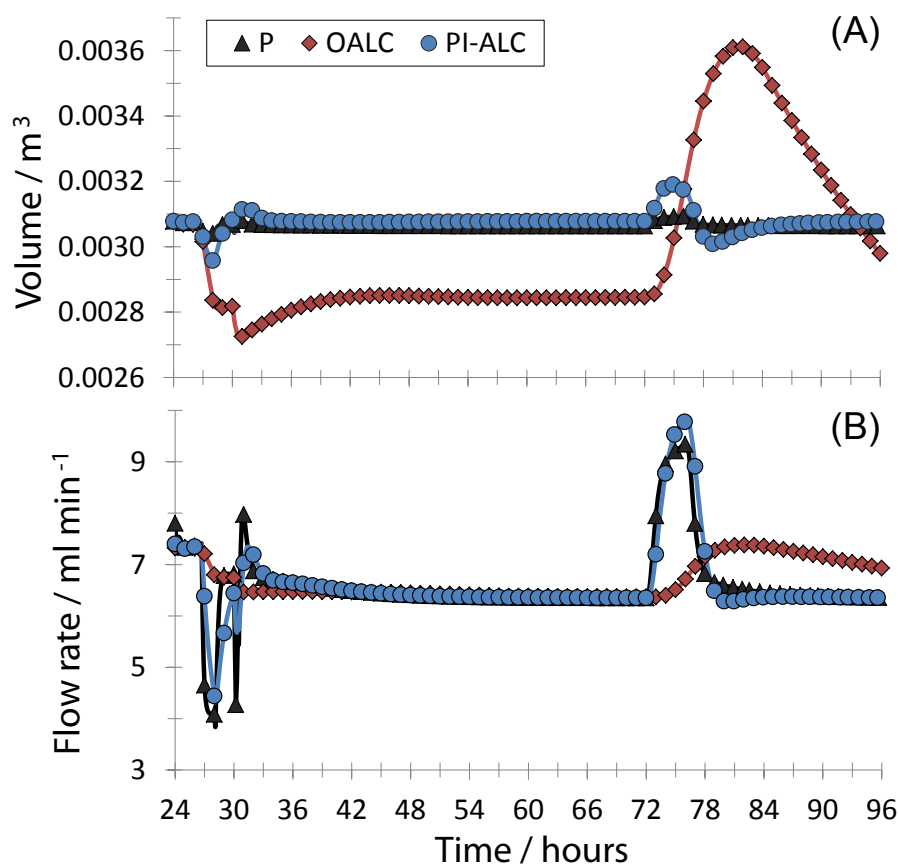 (A)
P OALC PI-ALC
0.0036
0.0034
0.0032
0.0030
0.0028
0.0026
Volume / m³
(B)
9
7
5
3
Flow rate / ml min⁻¹
24 30 36 42 48 54 60 66 72 78 84 90 96
Time / hours